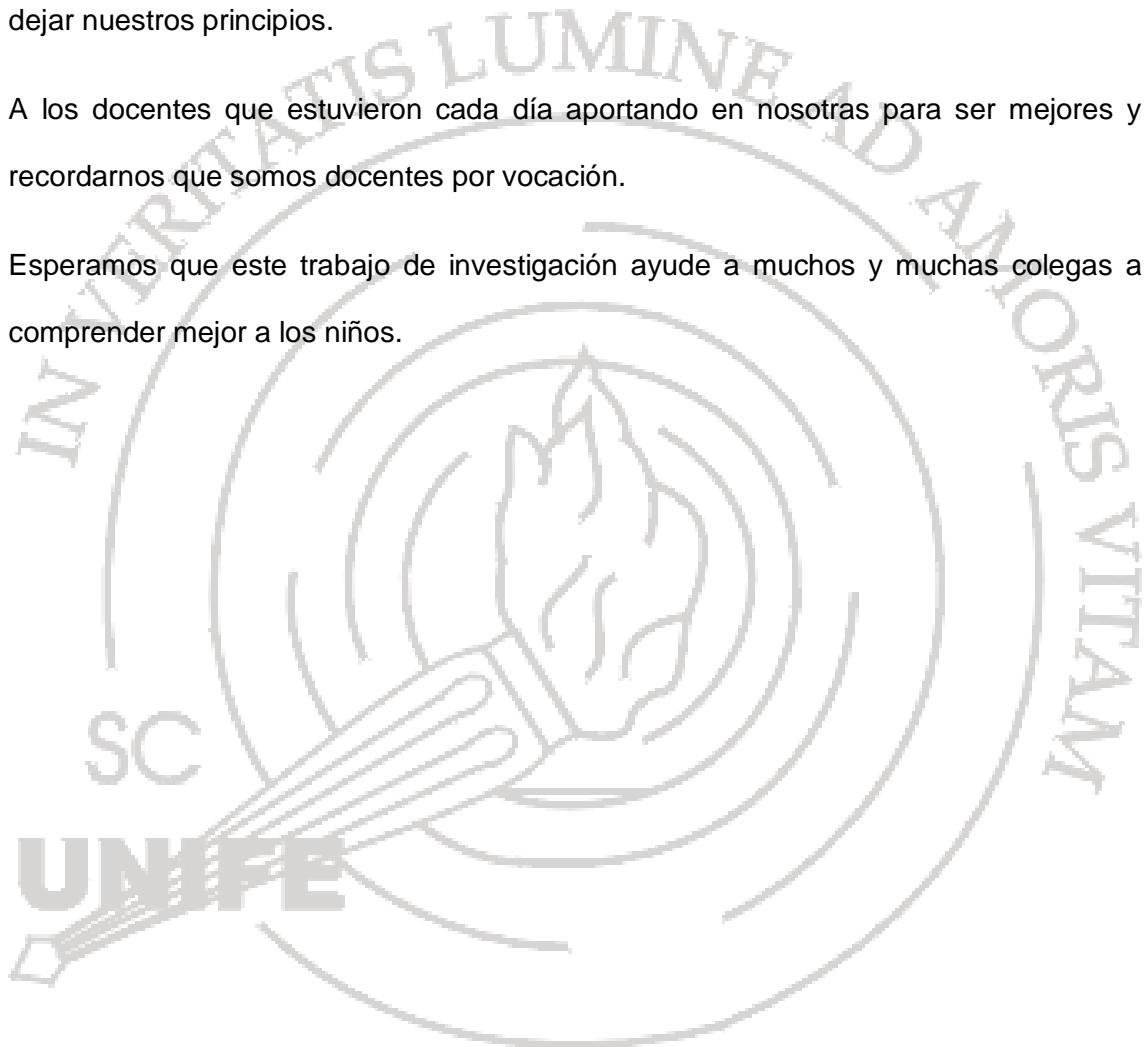 dejar nuestros principios.
A los docentes que estuvieron cada día aportando en nosotras para ser mejores y
recordarnos que somos docentes por vocación.
Esperamos que este trabajo de investigación ayude a muchos y muchas colegas a
comprender mejor a los niños.
IN VERITATIS LUMINE AD AMORIS VITAM
SC
UNIFE